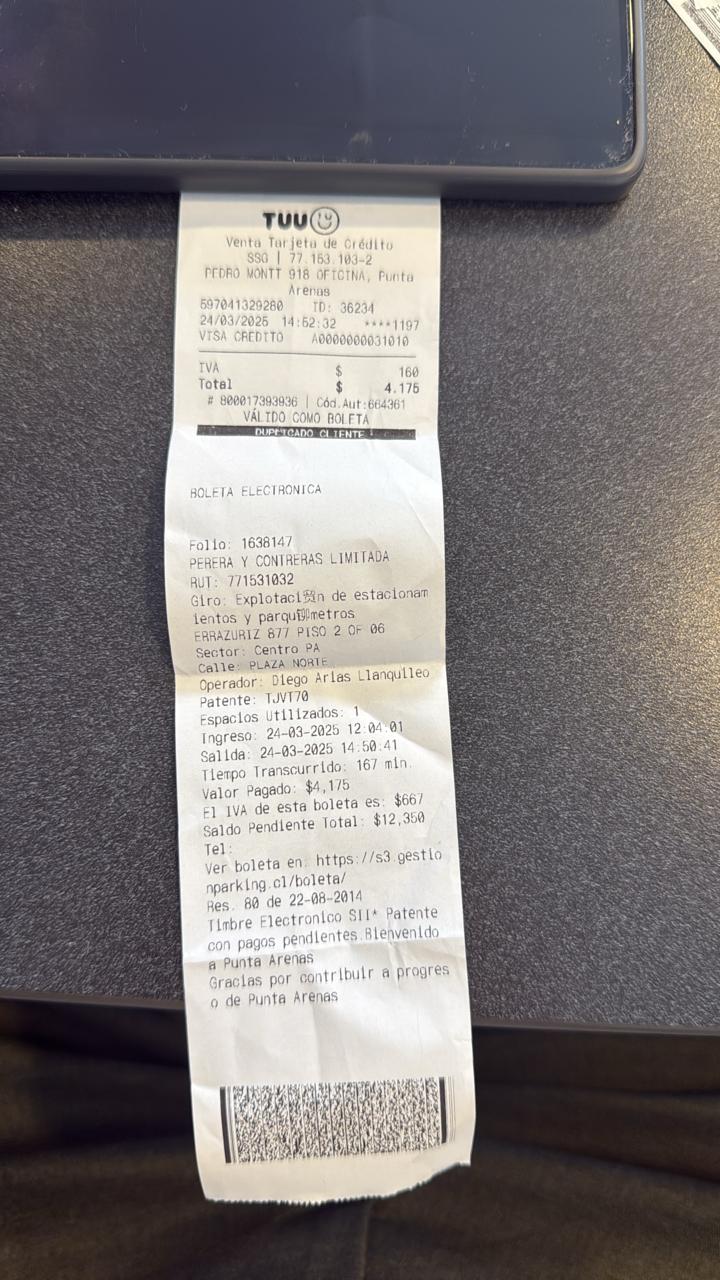 TUU
Venta Tarjeta de Crédito
SSG | 77.153.103-2
PEDRO MONTT 918 OFICINA, Punta
Arenas
597041329280 ID: 36234
24/03/2025 14:52:32 ****1197
VISA CREDITO A0000000031010
IVA $ 160
Total $ 4.175
# 800017393936 | Cód.Aut:664361
VÁLIDO COMO BOLETA
DUPLICADO CLIENTE
BOLETA ELECTRONICA
Folio: 1638147
PERERA Y CONTRERAS LIMITADA
RUT: 771531032
Giro: Explotaci n de estacionam
ientos y parqu metros
ERRAZURIZ 877 PISO 2 OF 06
Sector: Centro PA
Calle: PLAZA NORTE
Operador: Diego Arias Llanquileo
Patente: TJVT70
Espacios Utilizados: 1
Ingreso: 24-03-2025 12:04:01
Salida: 24-03-2025 14:50:41
Tiempo Transcurrido: 167 min.
Valor Pagado: $4,175
El IVA de esta boleta es: $667
Saldo Pendiente Total: $12,350
Tel:
Ver boleta en: https://s3.gestio
nparking.cl/boleta/
Res. 80 de 22-08-2014
Timbre Electronico SII* Patente
con pagos pendientes.Bienvenido
a Punta Arenas
Gracias por contribuir a progres
o de Punta Arenas